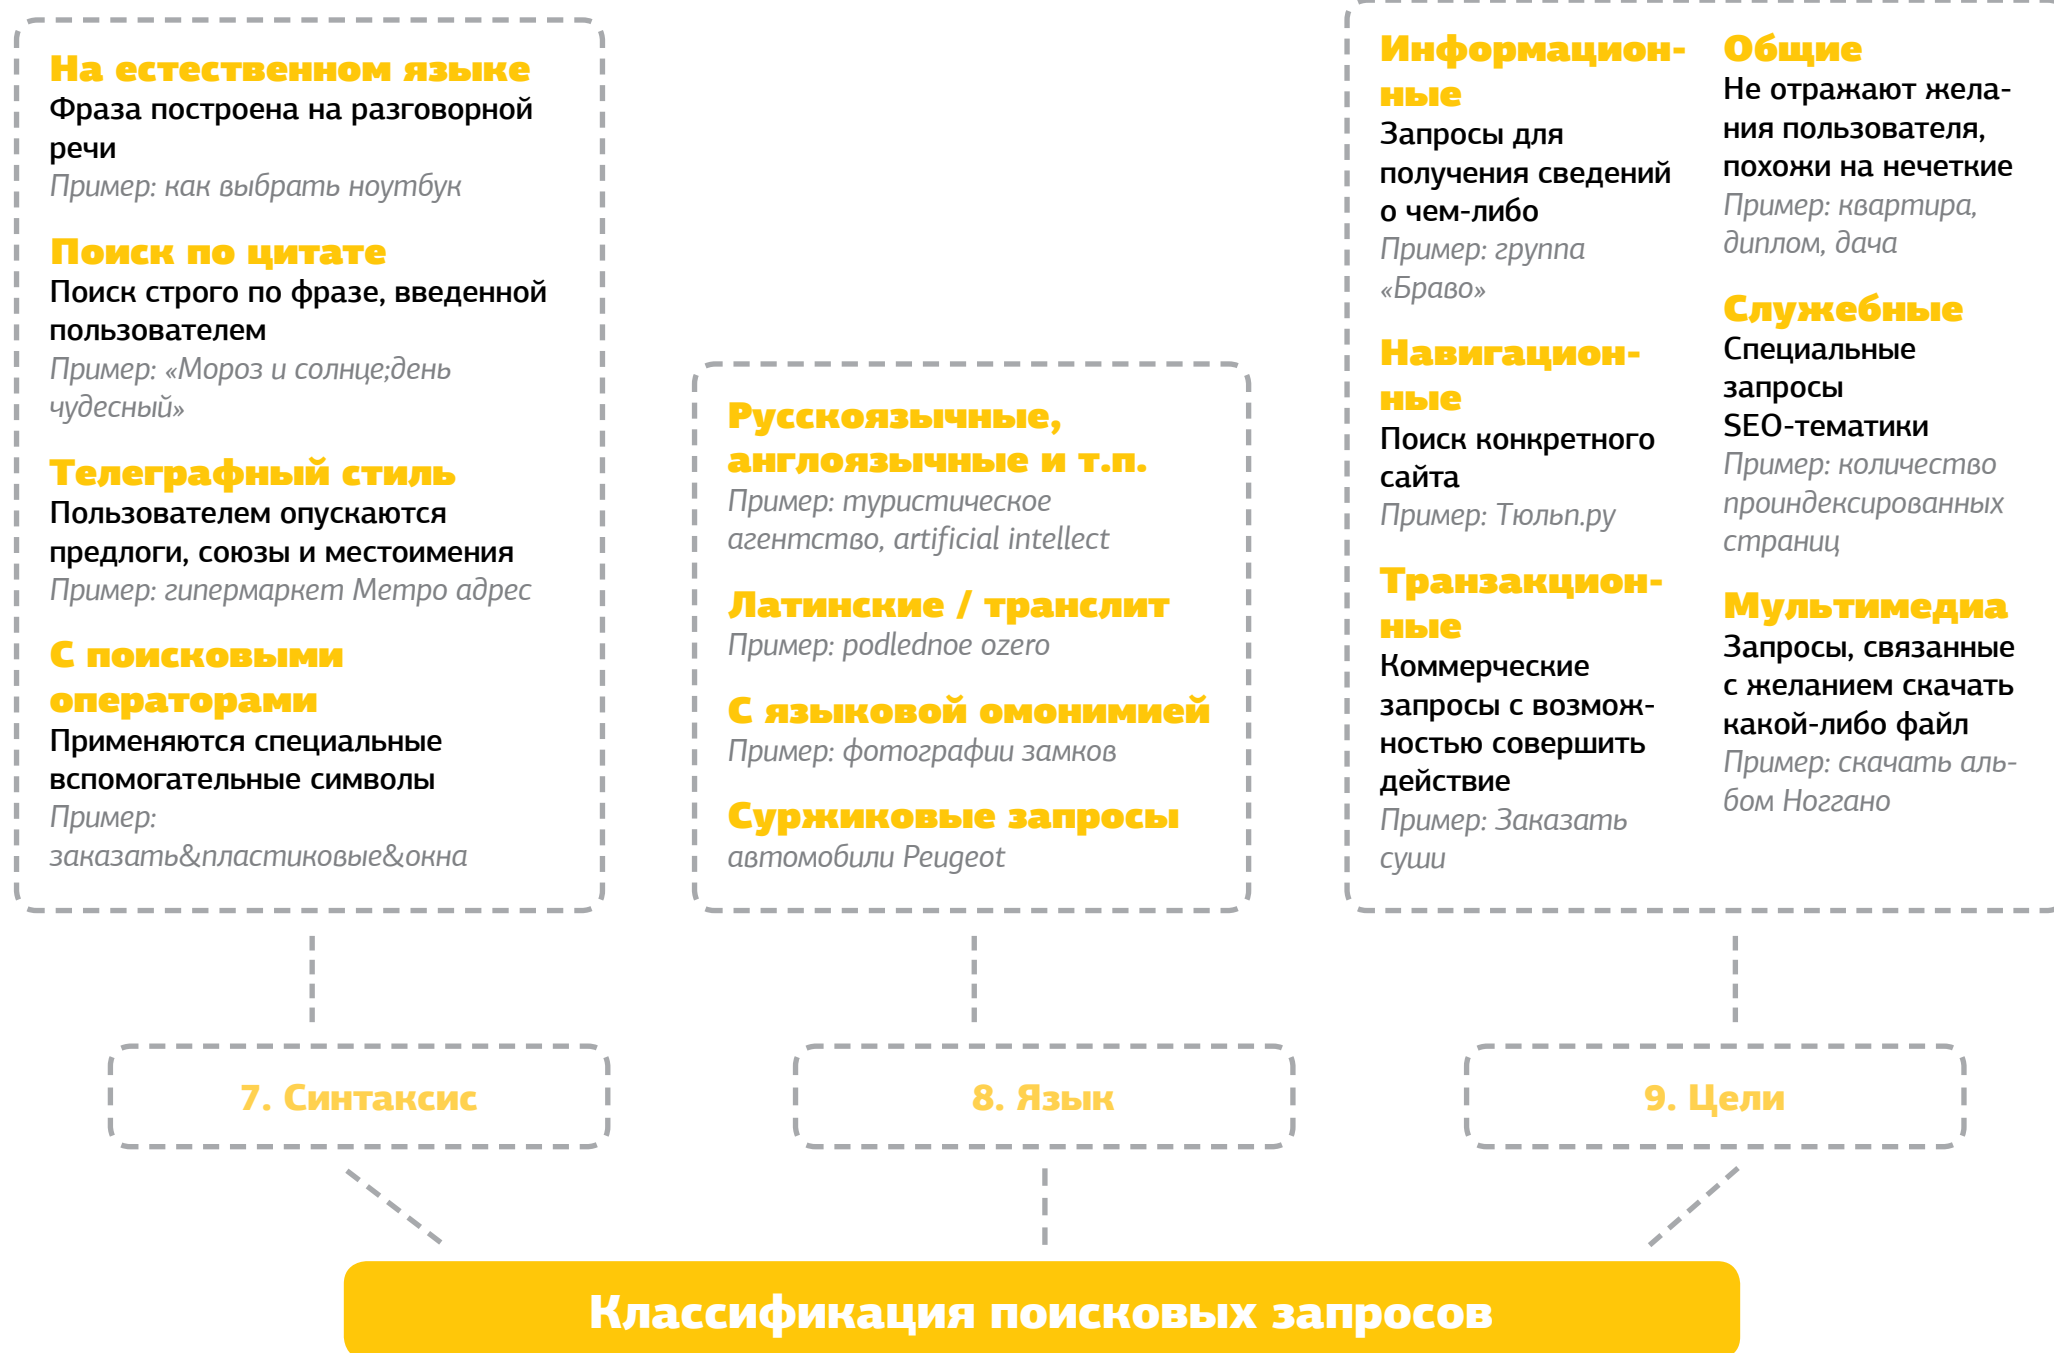 На естественном языке
Фраза построена на разговорной
речи
Пример: как выбрать ноутбук
Поиск по цитате
Поиск строго по фразе, введенной
пользователем
Пример: «Мороз и солнце;день
чудесный»
Телеграфный стиль
Пользователем опускаются
предлоги, союзы и местоимения
Пример: гипермаркет Метро адрес
С поисковыми
операторами
Применяются специальные
вспомогательные символы
Пример:
заказать&пластиковые&окна
Русскоязычные,
англоязычные и т.п.
Пример: туристическое
агентство, artificial intellect
Латинские / транслит
Пример: podlednoe ozero
С языковой омонимией
Пример: фотографии замков
Суржиковые запросы
автомобили Peugeot
Информацион-
ные
Запросы для
получения сведений
о чем-либо
Пример: группа
«Браво»
Навигацион-
ные
Поиск конкретного
сайта
Пример: Тюльп.ру
Транзакцион-
ные
Коммерческие
запросы с возмож-
ностью совершить
действие
Пример: Заказать
суши
Общие
Не отражают жела-
ния пользователя,
похожи на нечеткие
Пример: квартира,
диплом, дача
Служебные
Специальные
запросы
SEO-тематики
Пример: количество
проиндексированных
страниц
Мультимедиа
Запросы, связанные
с желанием скачать
какой-либо файл
Пример: скачать аль-
бом Ноггано
7. Синтаксис
8. Язык
9. Цели
Классификация поисковых запросов